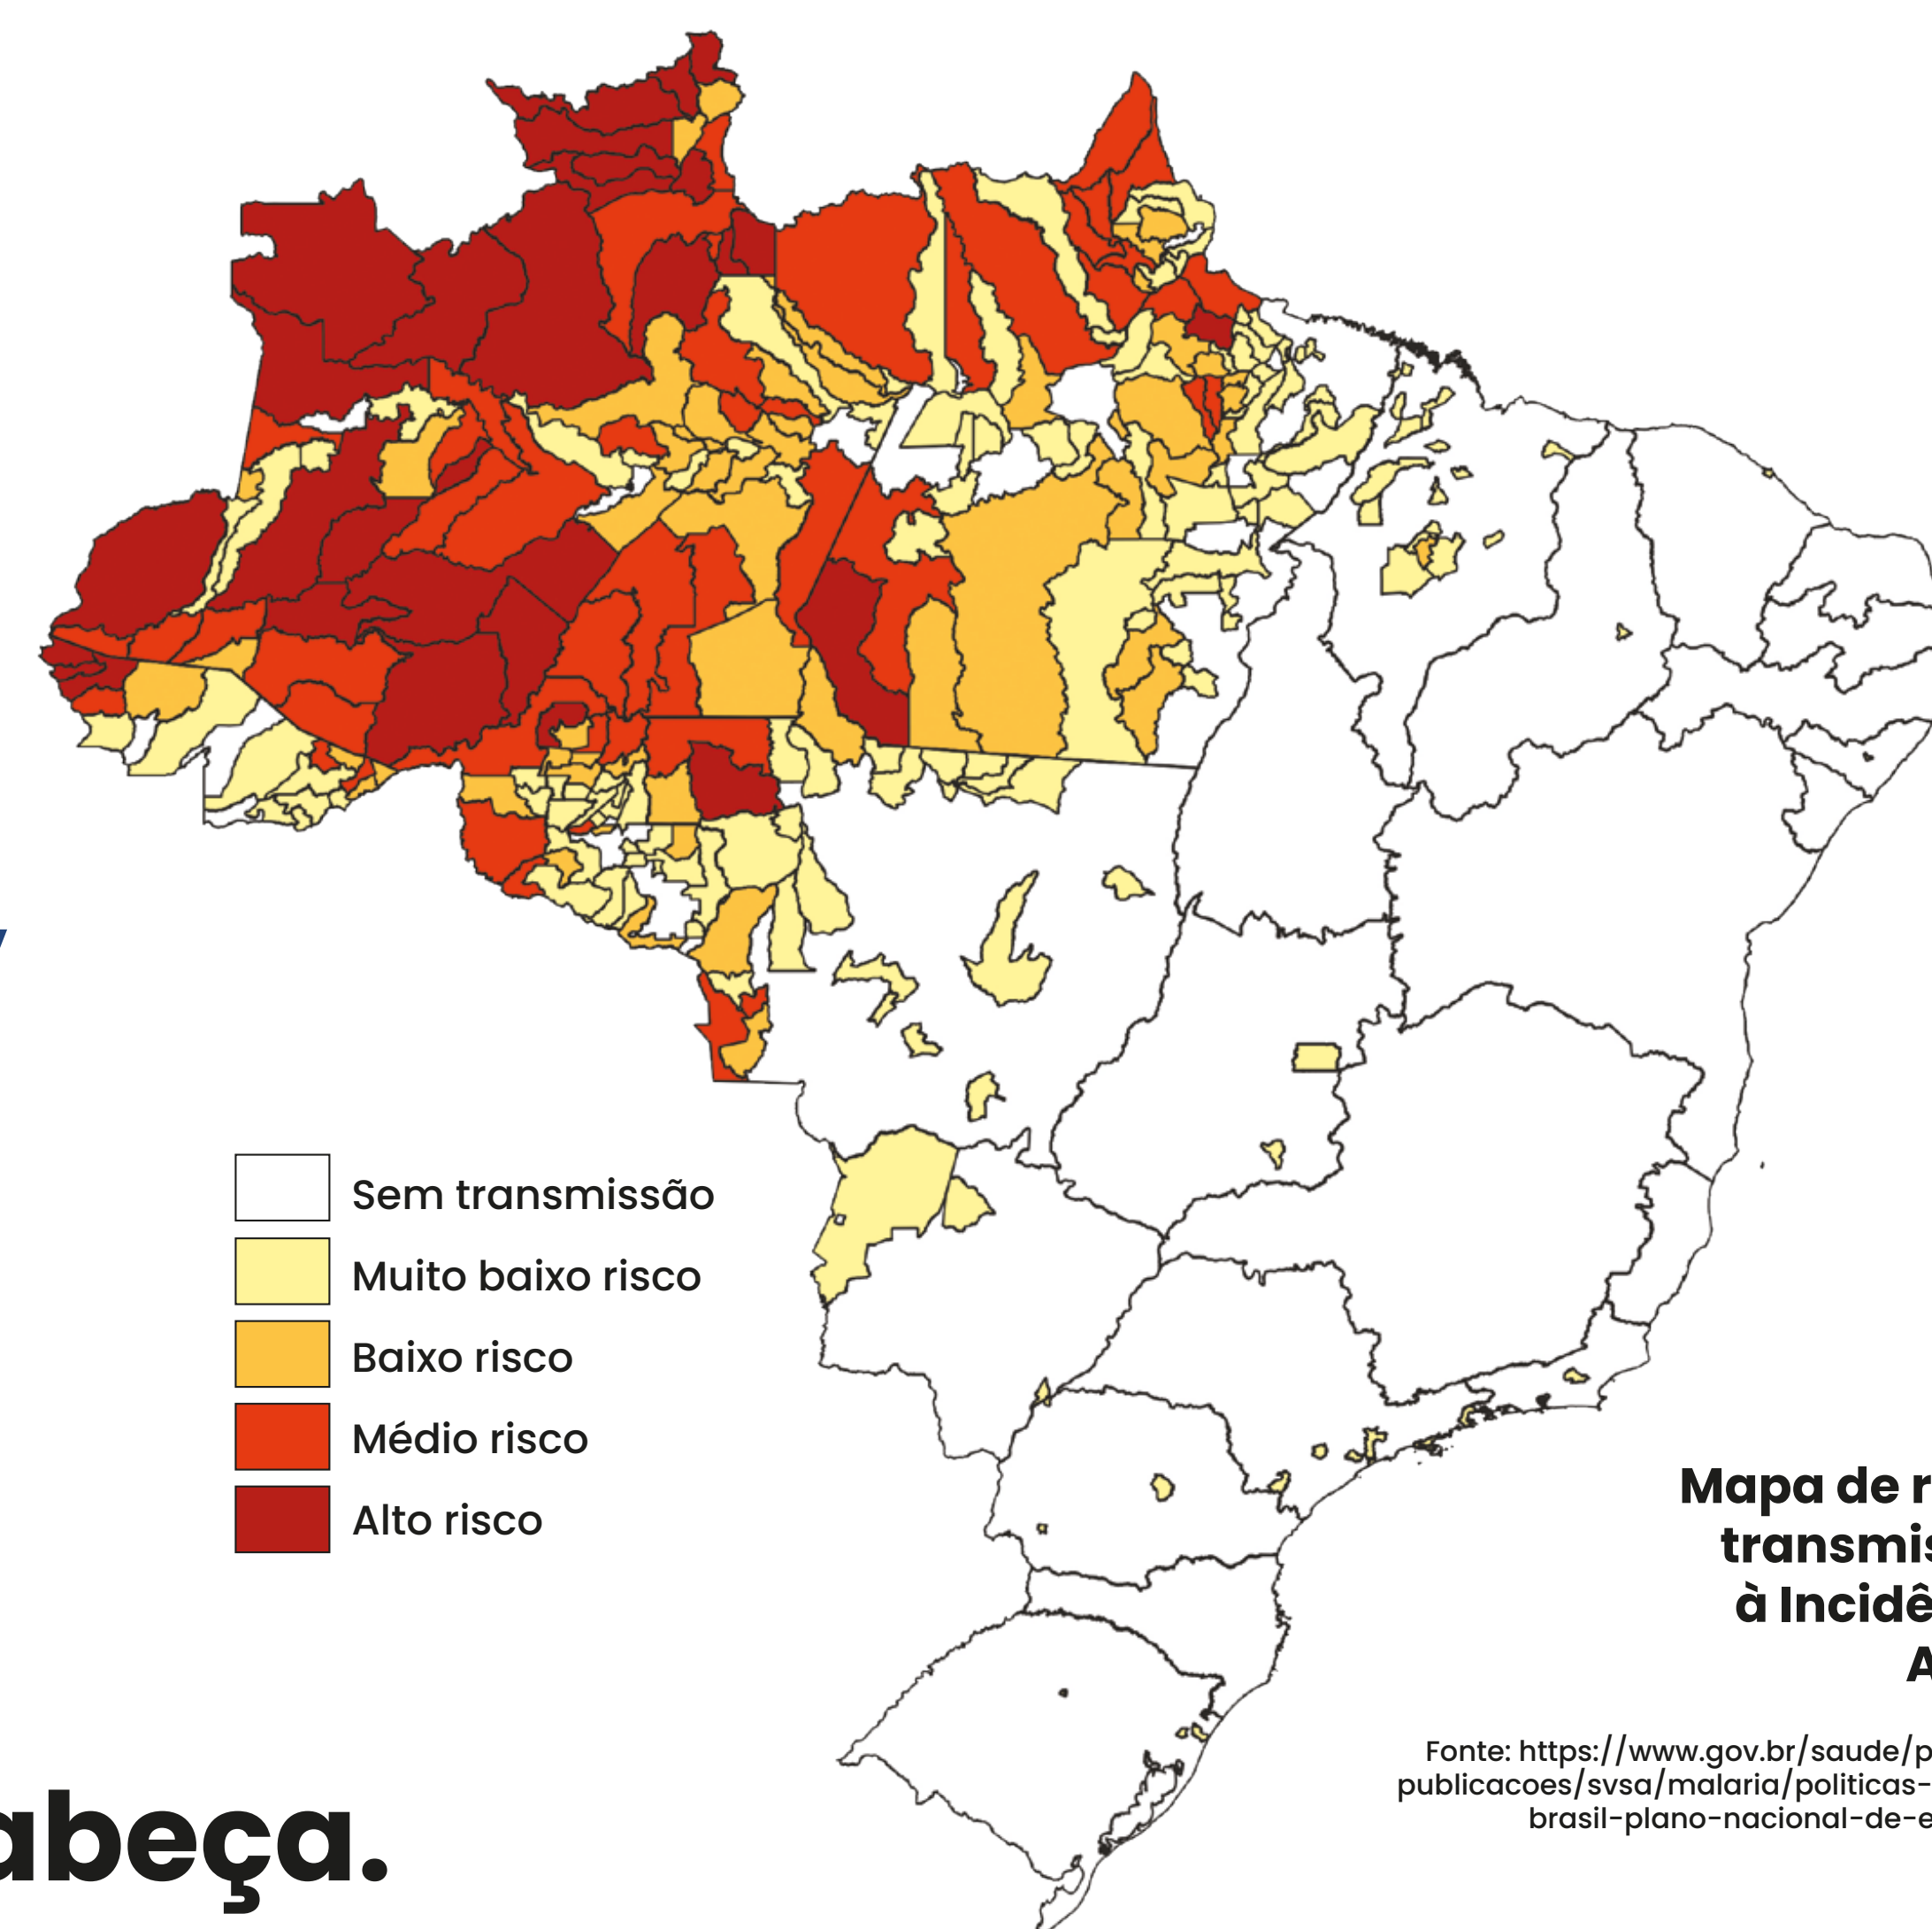 Sem transmissão
Muito baixo risco
Baixo risco
Médio risco
Alto risco
Mapa de r
transmis
à Incidê
A
Fonte: https://www.gov.br/saude/p
publicacoes/svsa/malaria/politicas-
brasil-plano-nacional-de-e
abeça.